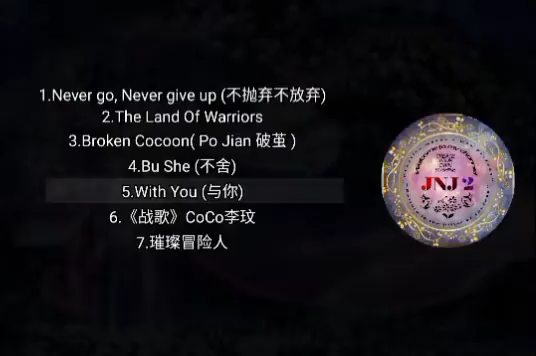 1.Never go, Never give up (不抛弃不放弃)
2.The Land Of Warriors
3.Broken Cocoon( Po Jian 破茧 )
4.Bu She (不舍)
5.With You (与你)
6.《战歌》CoCo李玟
7.璀璨冒险人
JNJ 2